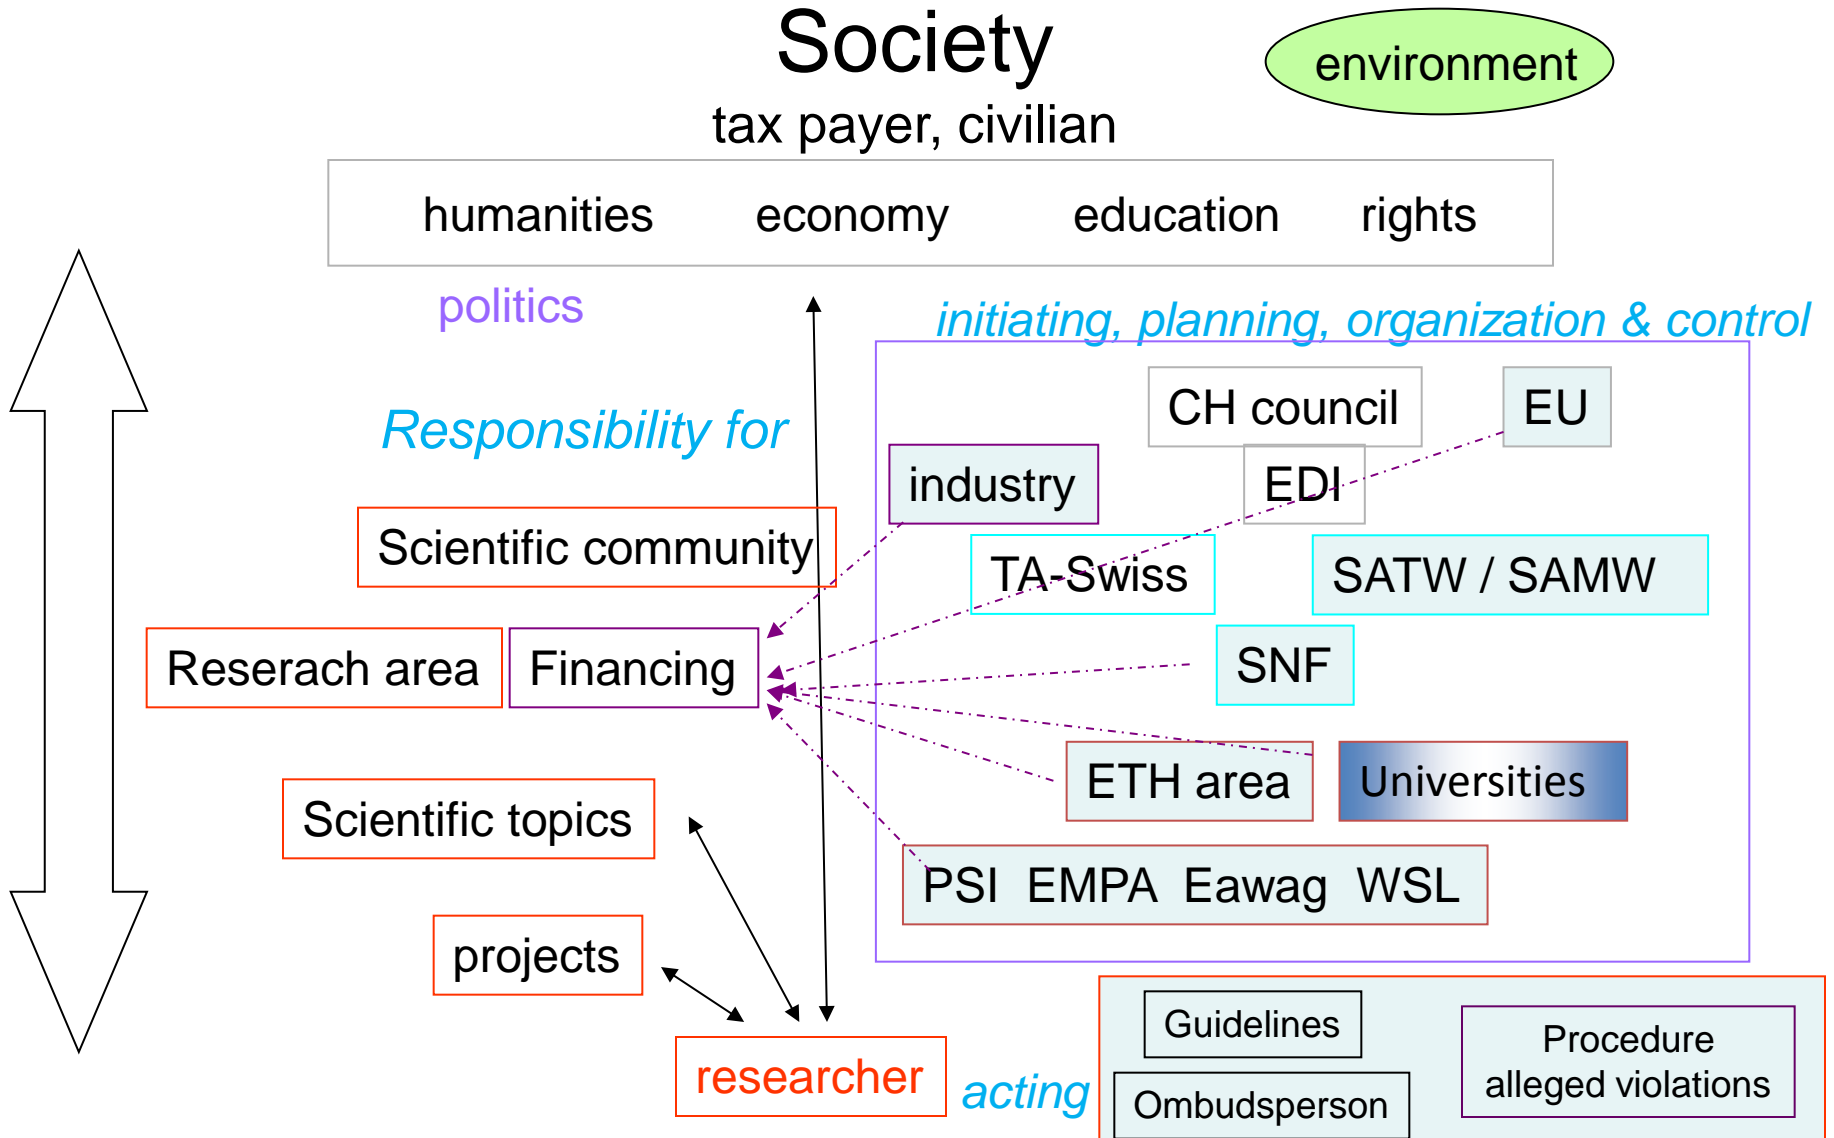 Society
environment
tax payer, civilian
humanities economy education rights
politics
initiating, planning, organization & control
CH council
EU
Responsibility for
industry
EDI
Scientific community
TA-Swiss
SATW / SAMW
Reserach area
Financing
SNF
ETH area
Universities
Scientific topics
PSI EMPA Eawag WSL
projects
Guidelines
Procedure
alleged violations
researcher
acting
Ombudsperson